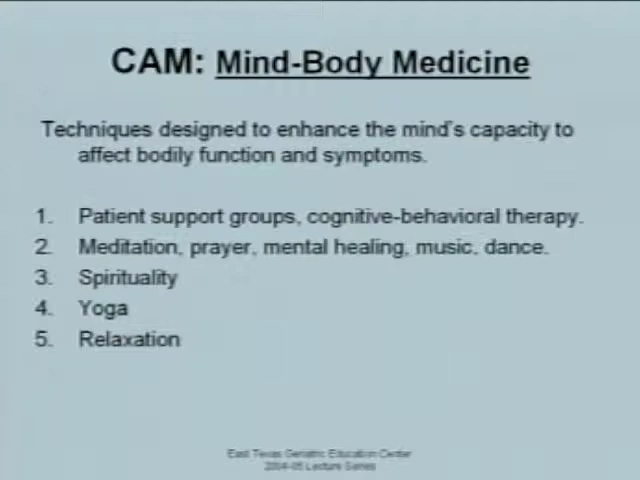 CAM: Mind-Body Medicine
Techniques designed to enhance the mind's capacity to
affect bodily function and symptoms.
1. Patient support groups, cognitive-behavioral therapy.
2. Meditation, prayer, mental healing, music, dance.
3. Spirituality
4. Yoga
5. Relaxation
East Texas Geriatric Education Center
2004-05 Lecture Series